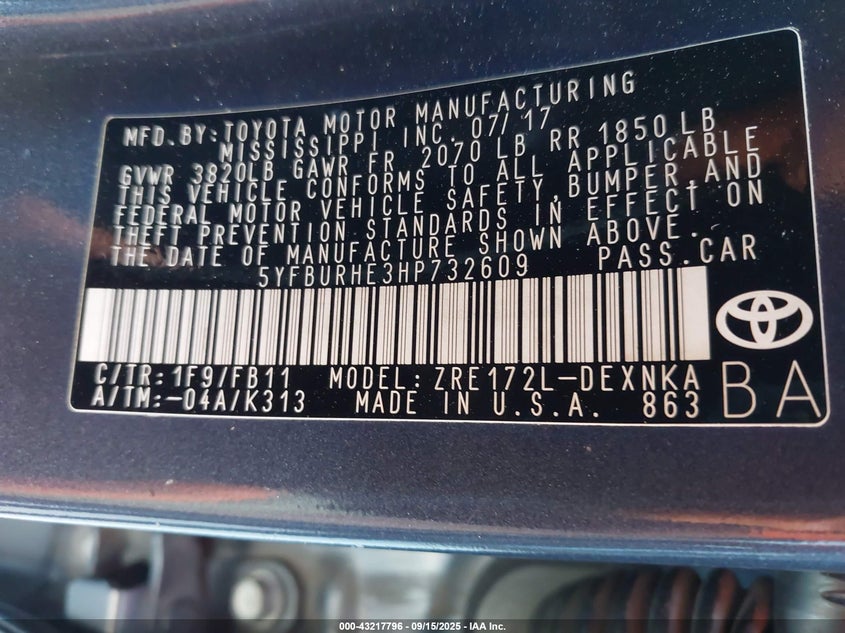 MFD. BY: TOYOTA MOTOR MANUFACTURING
MISSISSIPPI INC. 07/17
GVWR 3820LB GAWR FR 2070 LB RR 1850 LB
THIS VEHICLE CONFORMS TO ALL APPLICABLE
FEDERAL MOTOR VEHICLE SAFETY, BUMPER, AND
THEFT PREVENTION STANDARDS IN EFFECT ON
THE DATE OF MANUFACTURE SHOWN ABOVE.
5YFBURHE3HP732609 PASS. CAR
C/TR: 1F9/FB11 MODEL: ZRE172L-DEXNKA
A/TM: -04A/K313 MADE IN U.S.A. 863
BA
000-43217796 - 09/15/2025 - IAA Inc.